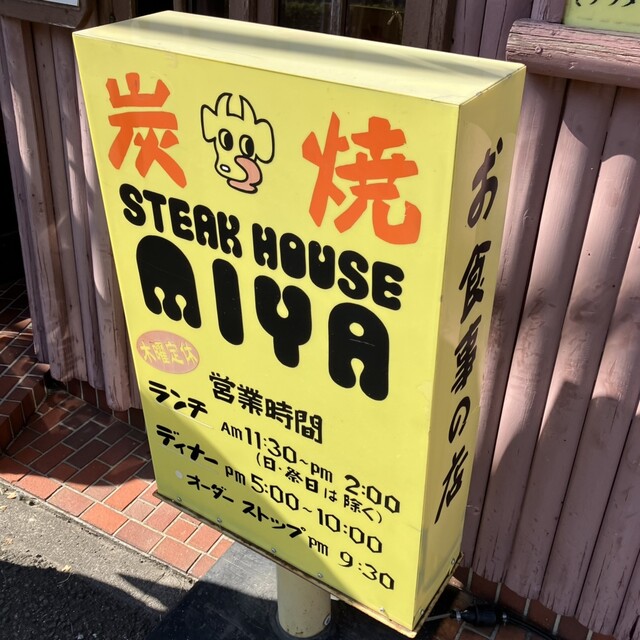 炭焼
STEAK HOUSE
MIYA
木曜定休
営業時間
ランチ AM 11:30~PM 2:00
(日・祭日は除く)
ディナー PM 5:00~10:00
オーダーストップ PM 9:30
お食事の店